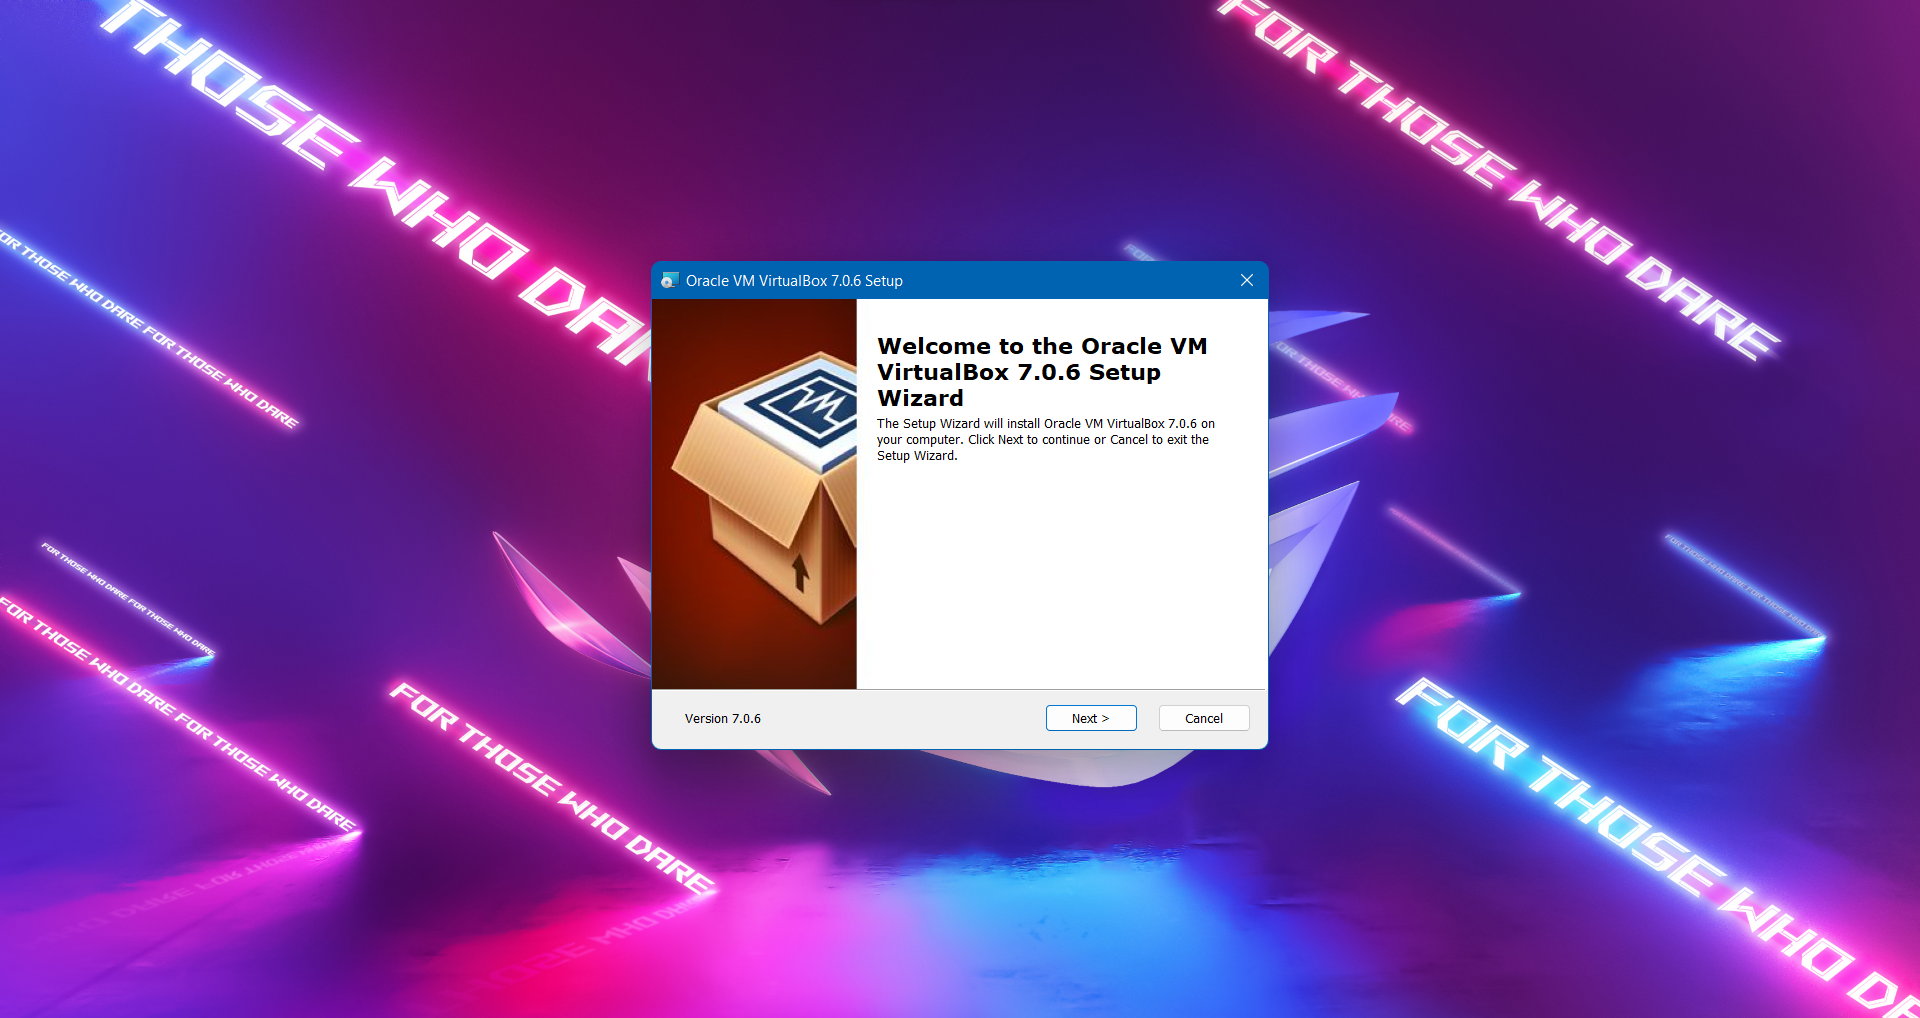 THOSE WHO DAR
FOR THOSE WHO DARE
FOR THOSE WHO DARE FOR THOSE WHO DARE
Oracle VM VirtualBox 7.0.6 Setup
Welcome to the Oracle VM
VirtualBox 7.0.6 Setup
Wizard
The Setup Wizard will install Oracle VM VirtualBox 7.0.6 on
your computer. Click Next to continue or Cancel to exit the
Setup Wizard.
FOR THOSE WHO DARE FOR THOSE WHO DARE
FOR THOSE WHO DARE FOR THOSE WHO DARE
FOR THOSE WHO DARE
FOR THOSE WHO DA
Version 7.0.6
Next >
Cancel